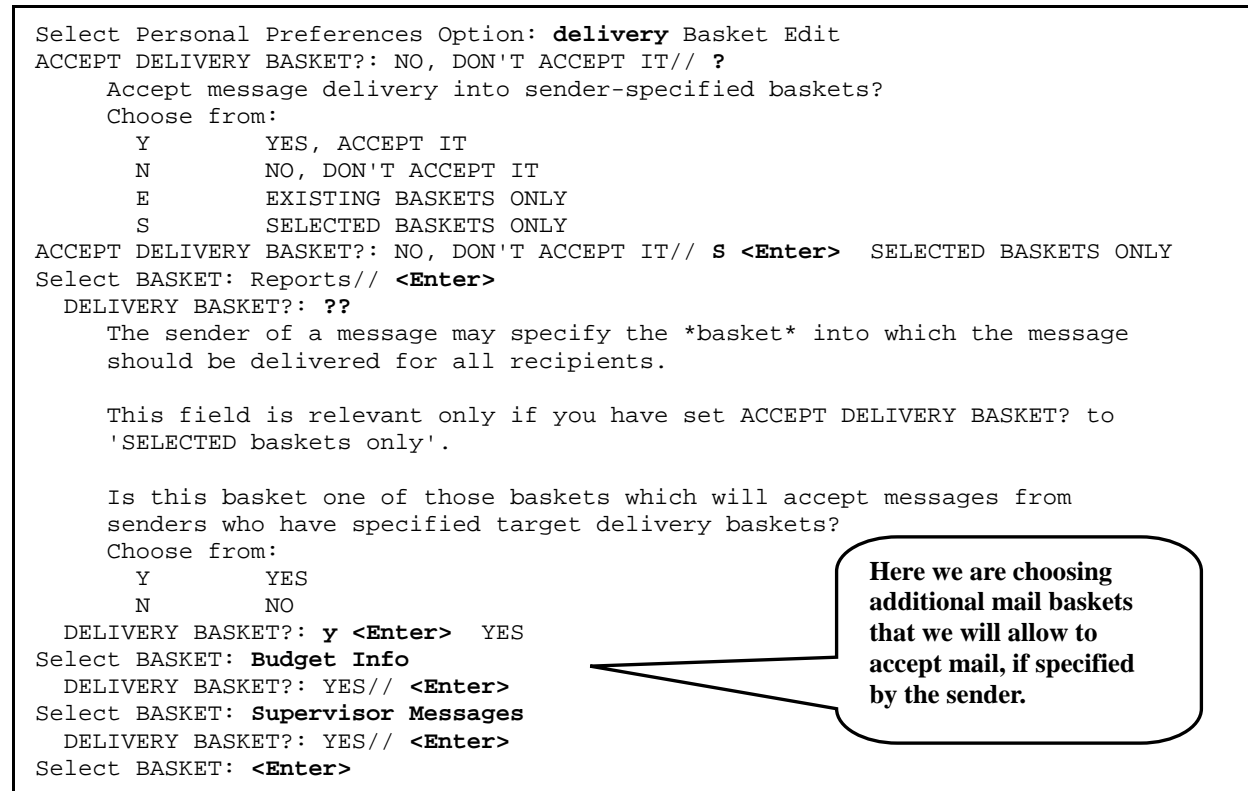 Select Personal Preferences Option: delivery Basket Edit
ACCEPT DELIVERY BASKET?: NO, DON'T ACCEPT IT// ?
Accept message delivery into sender-specified baskets?
Choose from:
Y YES, ACCEPT IT
N NO, DON'T ACCEPT IT
E EXISTING BASKETS ONLY
S SELECTED BASKETS ONLY
ACCEPT DELIVERY BASKET?: NO, DON'T ACCEPT IT// S <Enter> SELECTED BASKETS ONLY
Select BASKET: Reports// <Enter>
DELIVERY BASKET?: ??
The sender of a message may specify the *basket* into which the message
should be delivered for all recipients.
This field is relevant only if you have set ACCEPT DELIVERY BASKET? to
'SELECTED baskets only'.
Is this basket one of those baskets which will accept messages from
senders who have specified target delivery baskets?
Choose from:
Y YES
N NO
DELIVERY BASKET?: y <Enter> YES
Select BASKET: Budget Info
DELIVERY BASKET?: YES// <Enter>
Select BASKET: Supervisor Messages
DELIVERY BASKET?: YES// <Enter>
Select BASKET: <Enter>
Here we are choosing
additional mail baskets
that we will allow to
accept mail, if specified
by the sender.